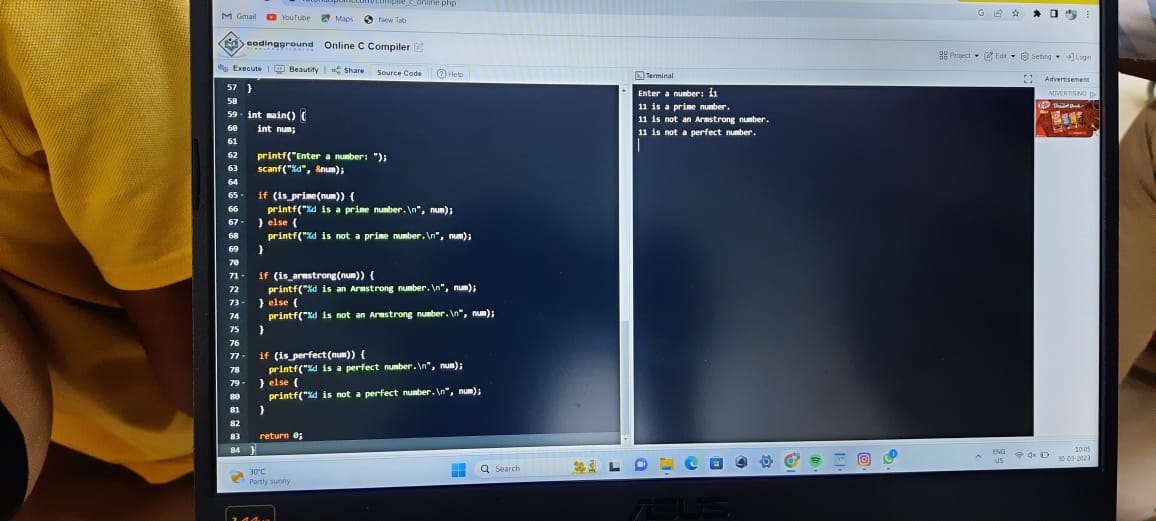 tutorialspoint.com/compile_c_online.php
Gmail YouTube Maps New Tab
codingground Online C Compiler
Project Edit Setting Login
Execute | Beautify | Share Source Code Help
Terminal
Advertisement
ADVERTISING
57 }
58
59 - int main() {
60 int num;
61
62 printf("Enter a number: ");
63 scanf("%d", &num);
64
65 - if (is_prime(num)) {
66 printf("%d is a prime number.\n", num);
67 - } else {
68 printf("%d is not a prime number.\n", num);
69 }
70
71 - if (is_armstrong(num)) {
72 printf("%d is an Armstrong number.\n", num);
73 - } else {
74 printf("%d is not an Armstrong number.\n", num);
75 }
76
77 - if (is_perfect(num)) {
78 printf("%d is a perfect number.\n", num);
79 - } else {
80 printf("%d is not a perfect number.\n", num);
81 }
82
83 return 0;
84 }
Enter a number: 11
11 is a prime number.
11 is not an Armstrong number.
11 is not a perfect number.
30°C
Partly sunny
Search
ENG
US
10:05
30-03-2023
ASUS